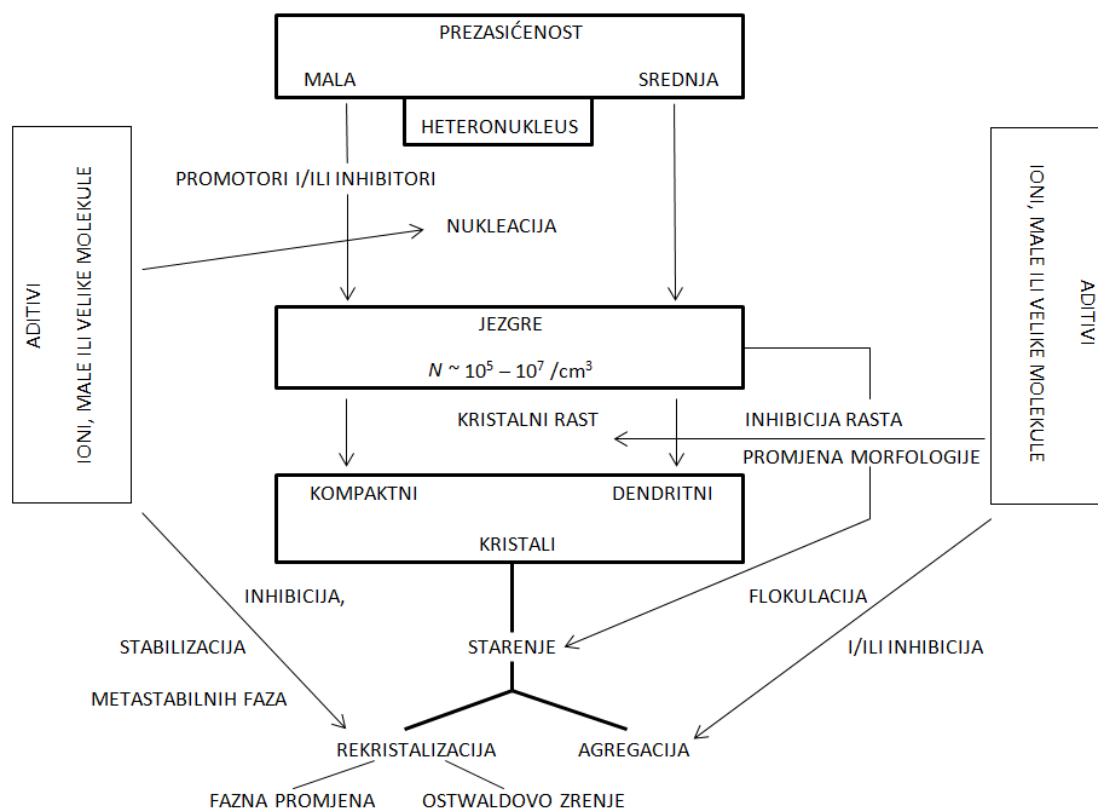 PREZASIĆENOST
MALA
SREDNJA
HETERONUKLEUS
ADITIVI
IONI, MALE ILI VELIKE MOLEKULE
IONI, MALE ILI VELIKE MOLEKULE
ADITIVI
PROMOTORI I/ILI INHIBITORI
NUKLEACIJA
JEZGRE
N ~ 10⁵ – 10⁷ /cm³
KRISTALNI RAST
INHIBICIJA RASTA
PROMJENA MORFOLOGIJE
KOMPAKTNI
DENDRITNI
KRISTALI
INHIBICIJA,
FLOKULACIJA
STABILIZACIJA
STARENJE
I/ILI INHIBICIJA
METASTABILNIH FAZA
REKRISTALIZACIJA
AGREGACIJA
FAZNA PROMJENA
OSTWALDOVO ZRENJE